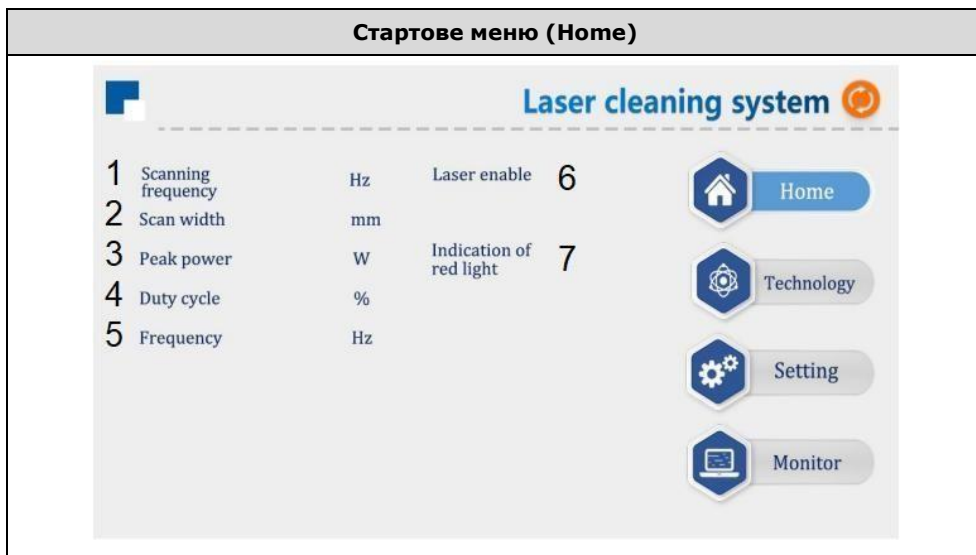 Стартове меню (Home)
Laser cleaning system
1 Scanning
frequency Hz
2 Scan width mm
3 Peak power W
4 Duty cycle %
5 Frequency Hz
Laser enable 6
Indication of
red light 7
Home
Technology
Setting
Monitor